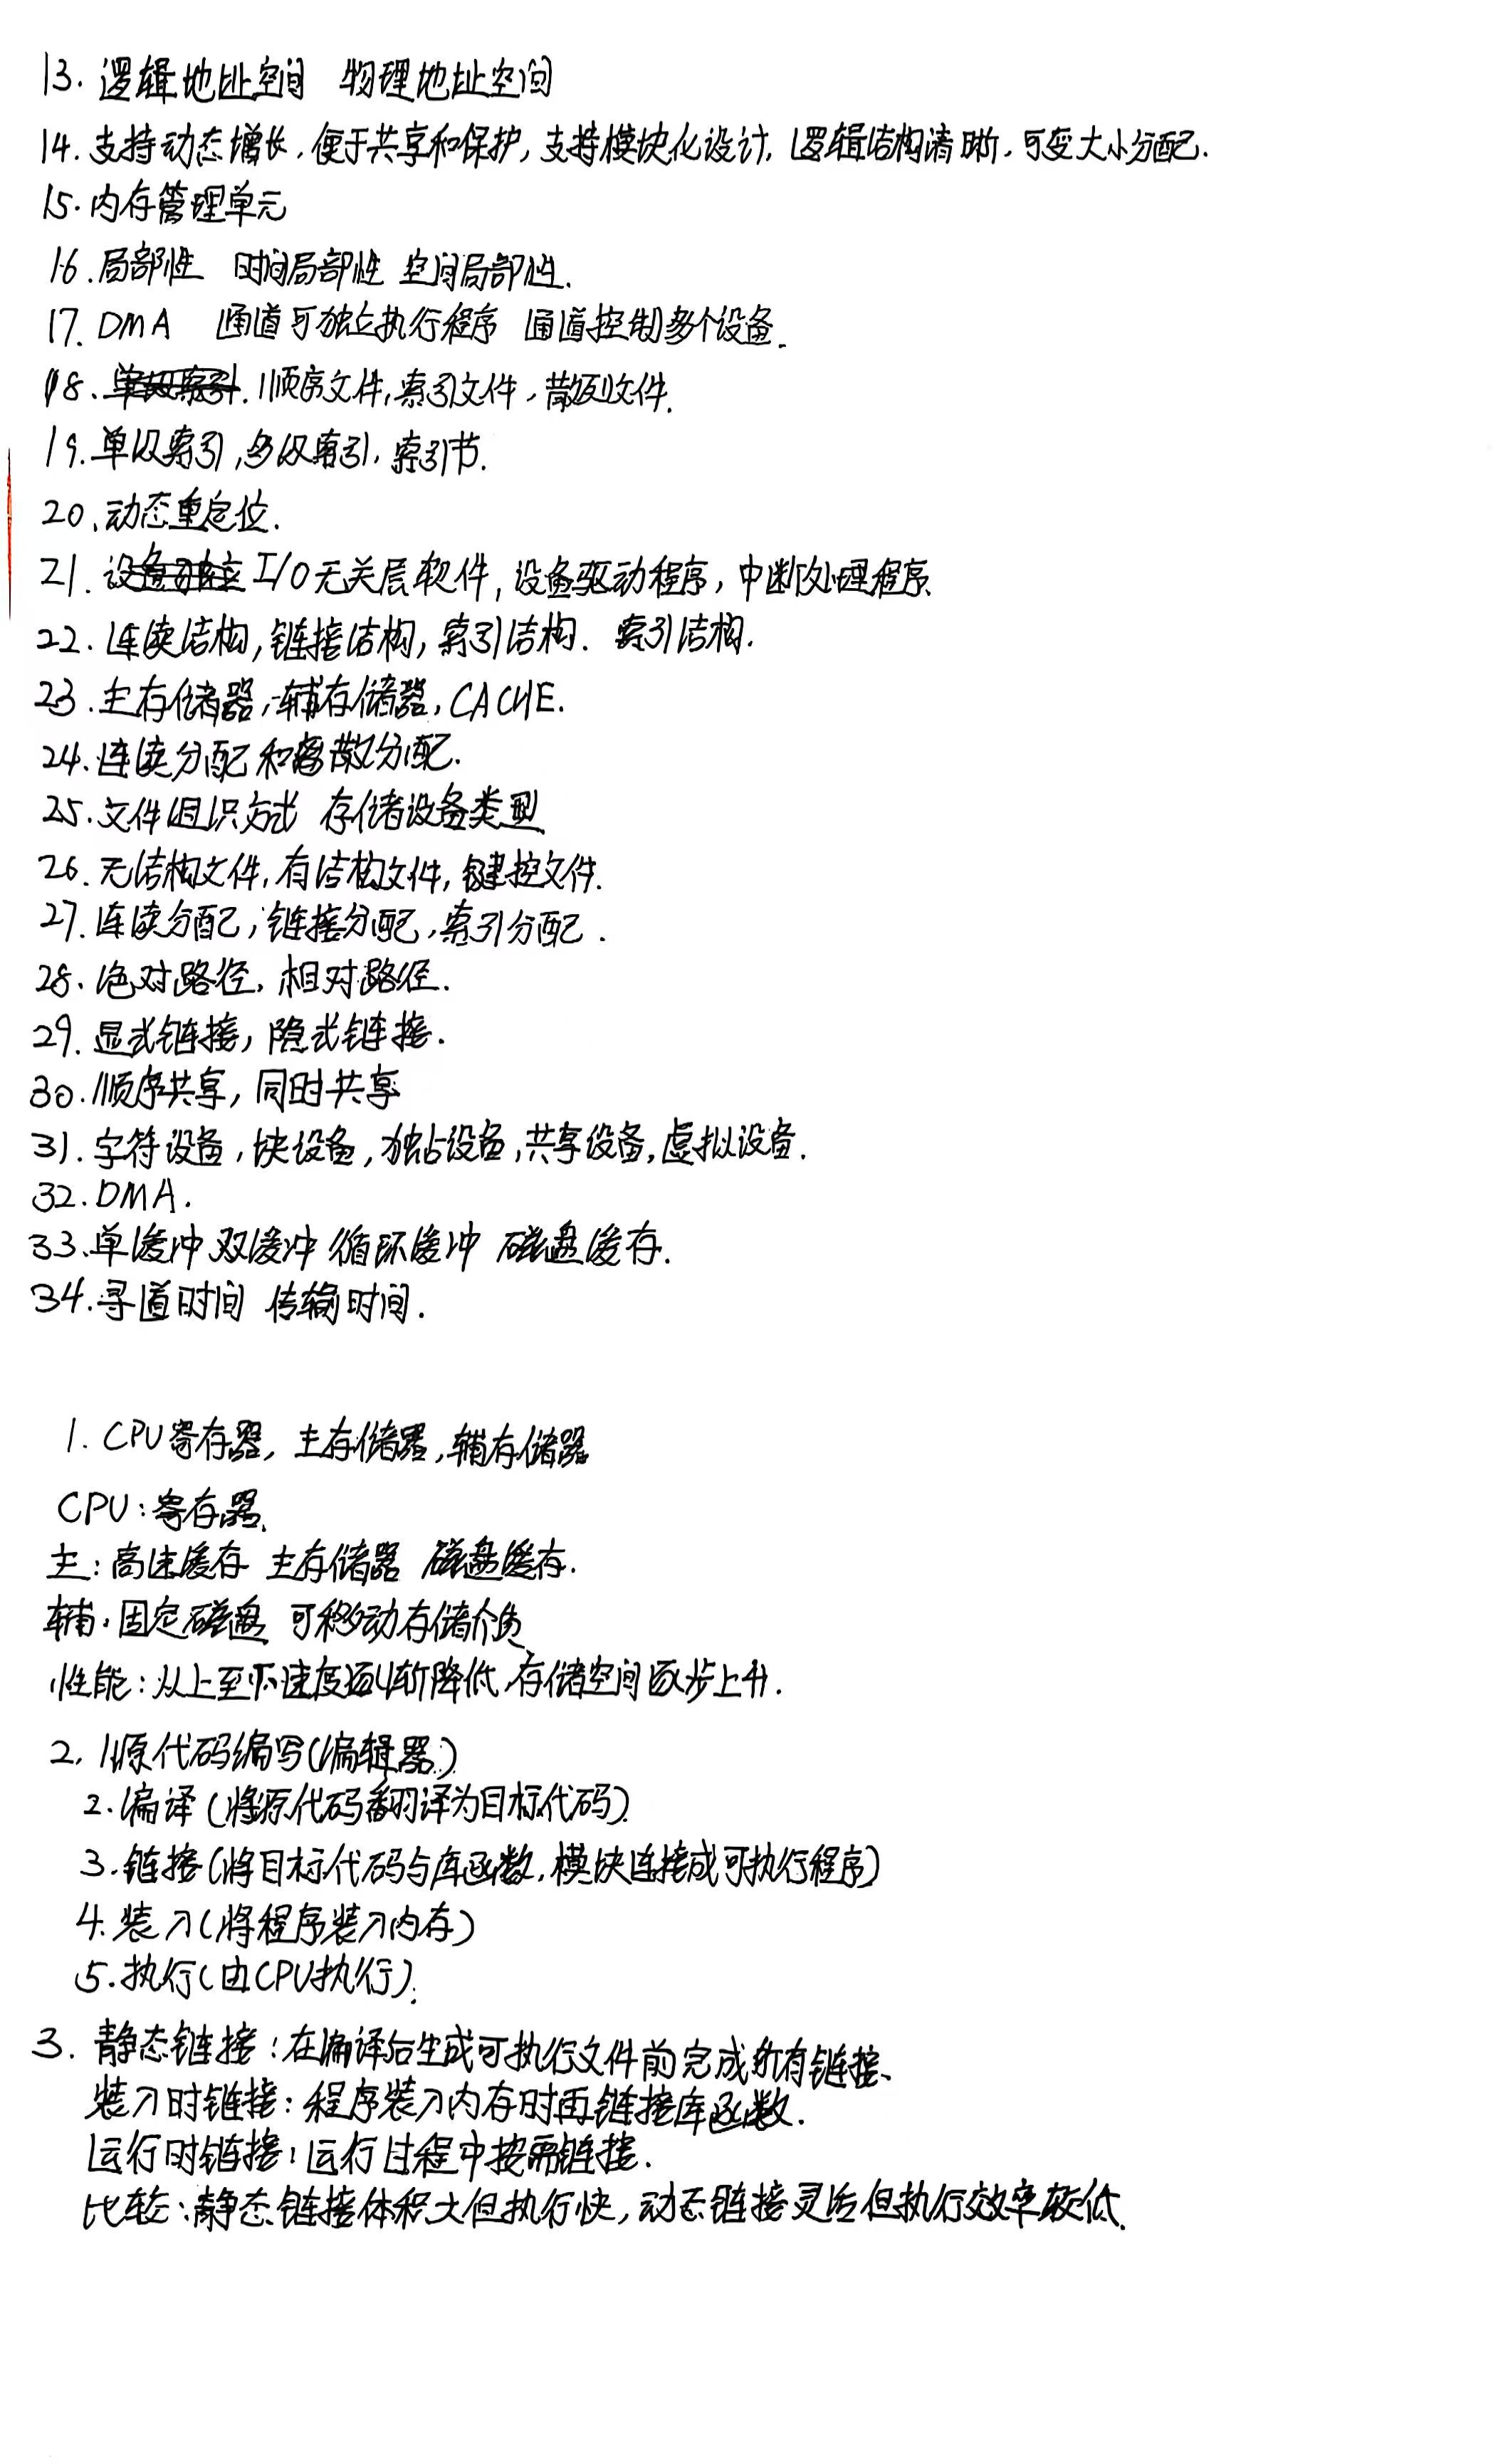 13. 逻辑地址空间 物理地址空间
14. 支持动态增长, 便于共享和保护, 支持模块化设计, 逻辑结构清晰, 可变大小分配.
15. 内存管理单元
16. 局部性 时间局部性 空间局部性.
17. DMA 通道可独立执行程序 通道控制多个设备.
18. 单级索引. 顺序文件, 索引文件, 散列文件.
19. 单级索引, 多级索引, 索引节.
20. 动态重定位.
21. 设备独立 I/O无关层软件, 设备驱动程序, 中断处理程序.
22. 连续结构, 链接结构, 索引结构. 索引结构.
23. 主存储器, 辅存储器, CACHE.
24. 连续分配和离散分配.
25. 文件组织方式 存储设备类型
26. 无结构文件, 有结构文件, 键控文件.
27. 连续分配, 链接分配, 索引分配.
28. 绝对路径, 相对路径.
29. 显式链接, 隐式链接.
30. 顺序共享, 同时共享
31. 字符设备, 块设备, 独占设备, 共享设备, 虚拟设备.
32. DMA.
33. 单缓冲 双缓冲 循环缓冲 磁盘缓存.
34. 寻道时间 传输时间.
1. CPU寄存器, 主存储器, 辅存储器
CPU: 寄存器.
主: 高速缓存 主存储器 磁盘缓存.
辅: 固定磁盘 可移动存储介质
性能: 从上至下速度逐渐降低, 存储空间逐步上升.
2. 1.源代码编写(编辑器)
2. 编译(将源代码翻译为目标代码)
3. 链接(将目标代码与库函数, 模块连接成可执行程序)
4. 装入(将程序装入内存)
5. 执行(由CPU执行).
3. 静态链接: 在编译后生成可执行文件前完成所有链接.
装入时链接: 程序装入内存时再链接库函数.
运行时链接: 运行过程中按需链接.
比较: 静态链接体积大但执行快, 动态链接灵活但执行效率较低.